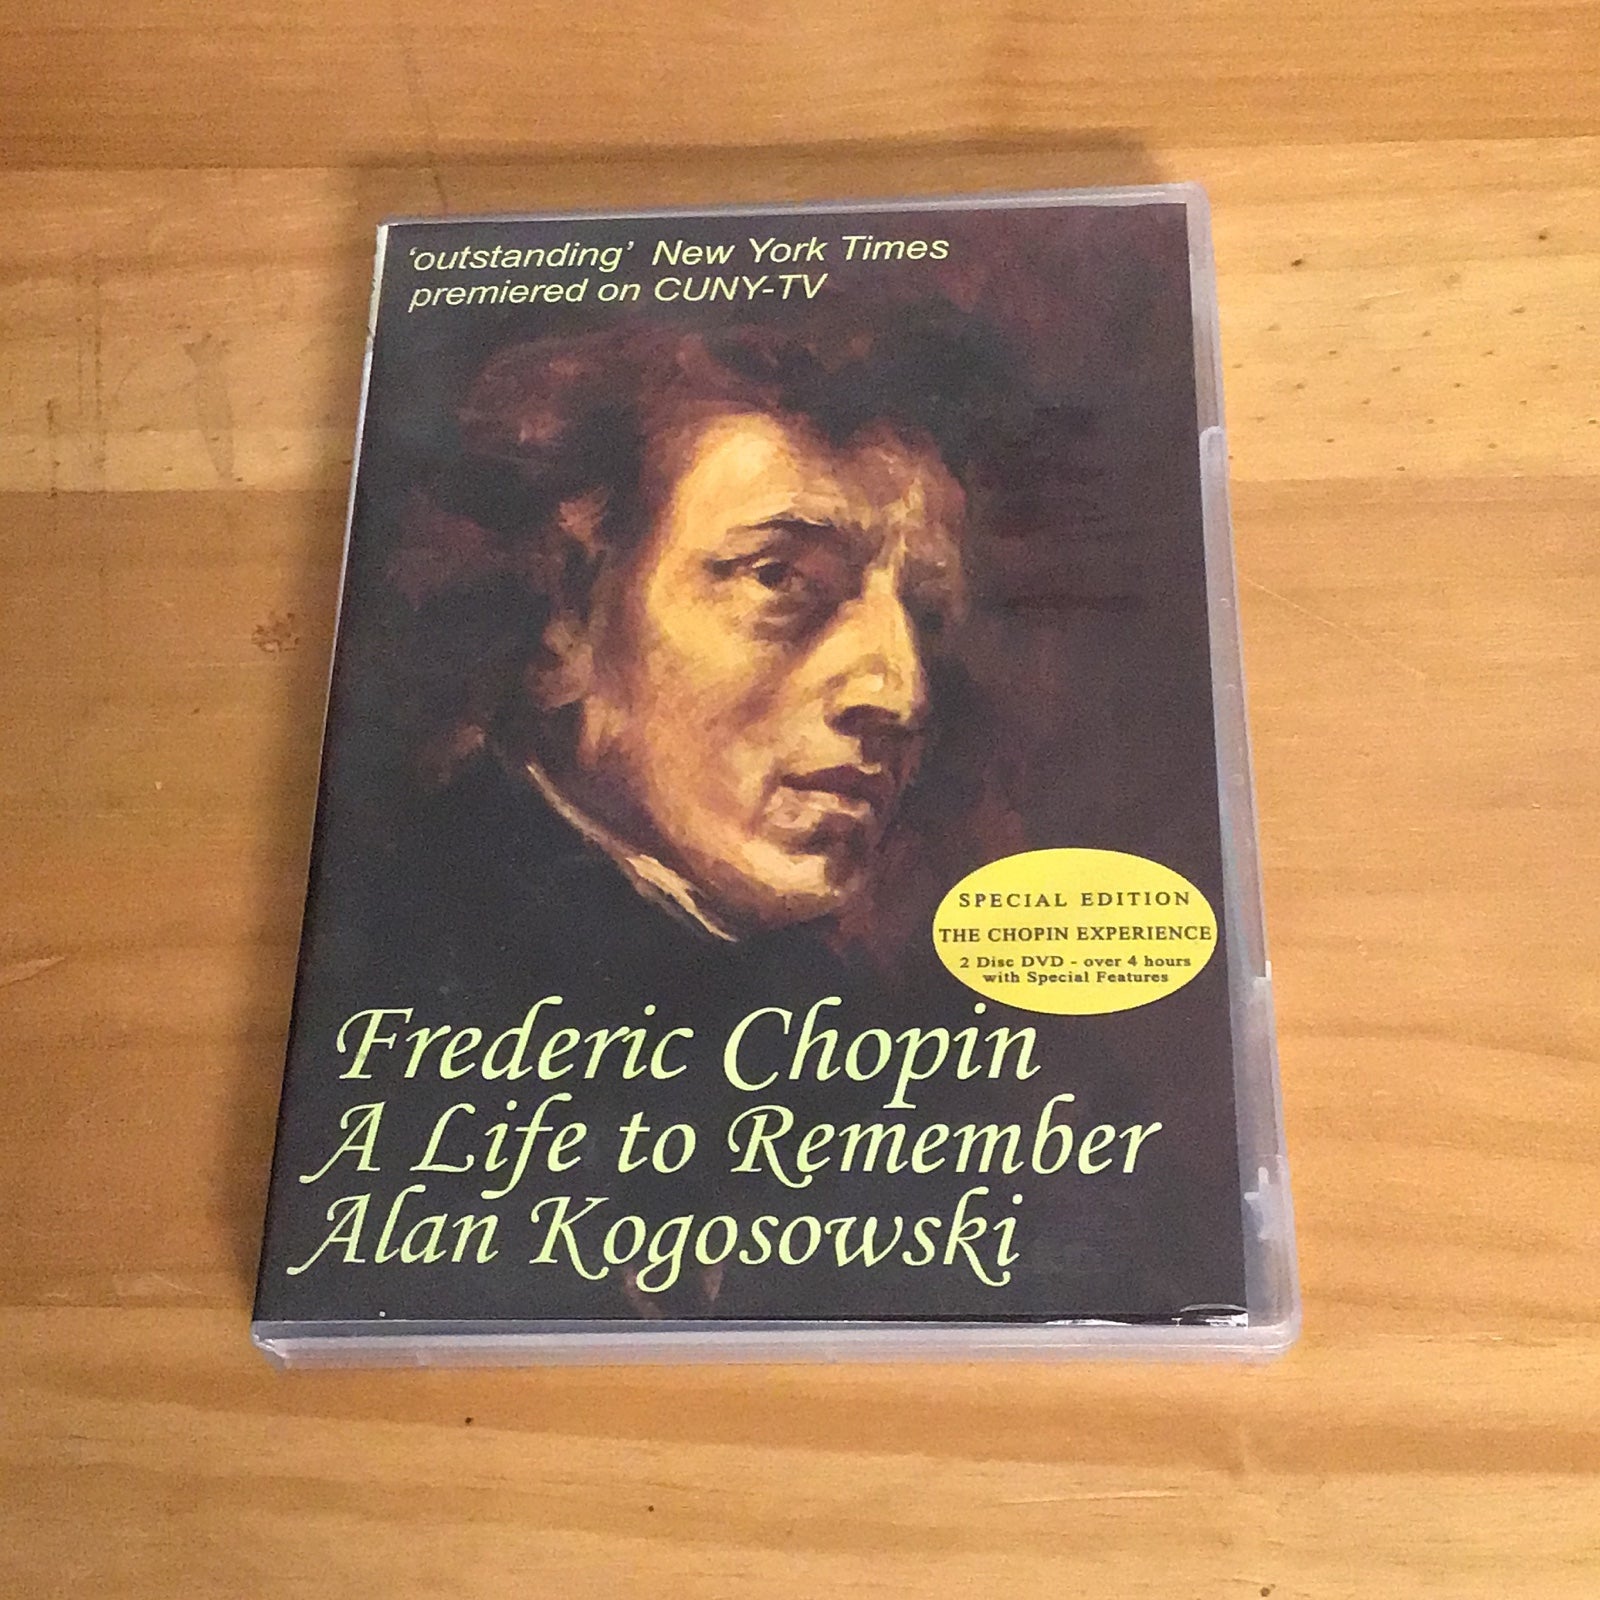 ‘outstanding’ New York Times
premiered on CUNY-TV
SPECIAL EDITION
THE CHOPIN EXPERIENCE
2 Disc DVD - over 4 hours
with Special Features
Frederic Chopin
A Life to Remember
Alan Kogosowski